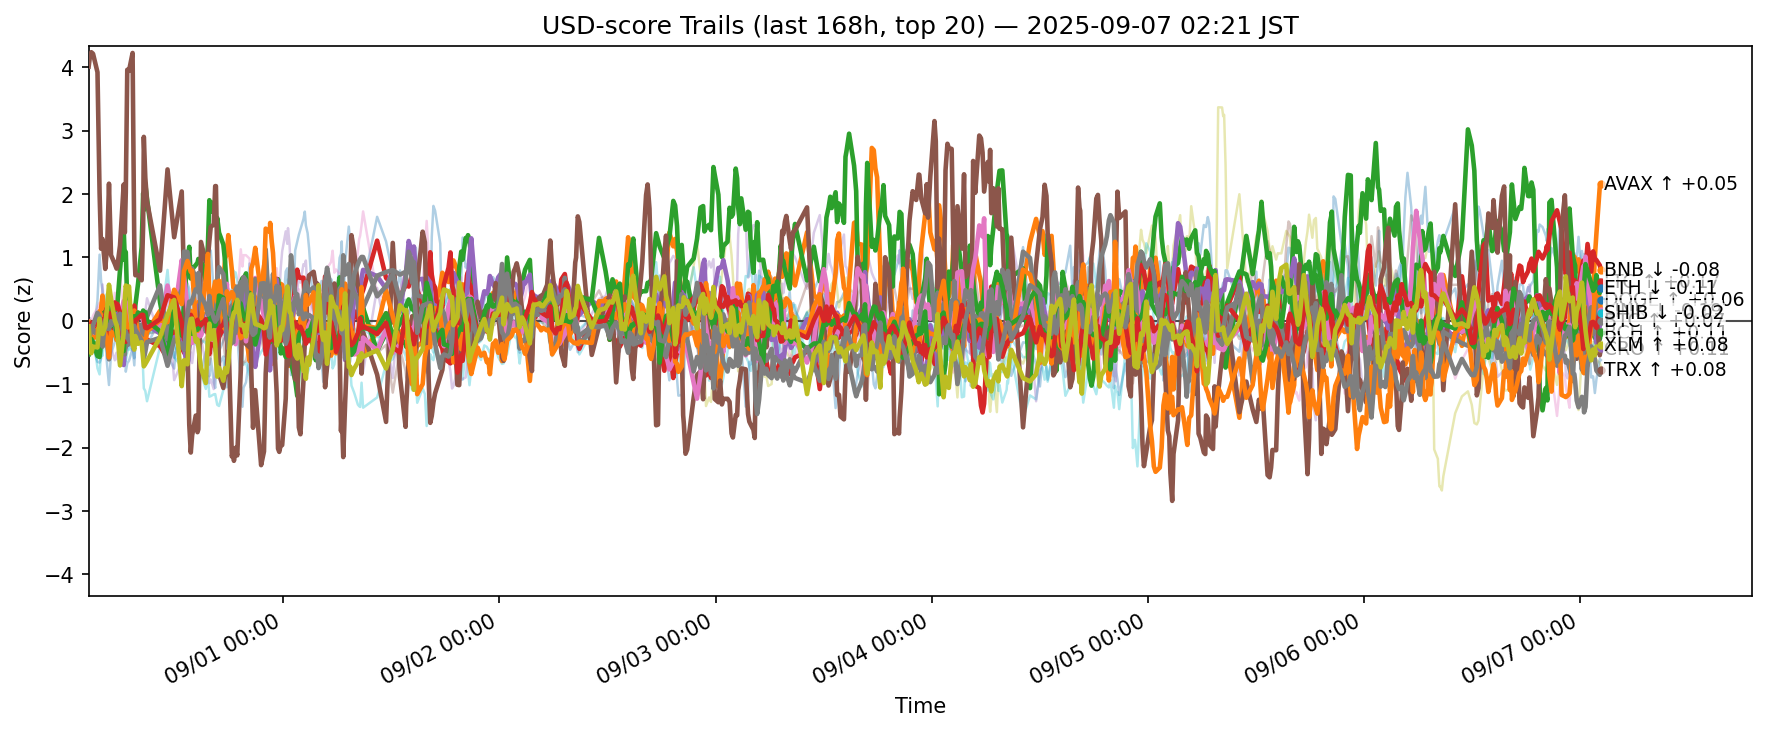 USD-score Trails (last 168h, top 20) — 2025-09-07 02:21 JST
Score (z)
4
3
2
1
0
−1
−2
−3
−4
AVAX ↑ +0.05
BNB ↓ -0.08
ETH ↓ -0.11
DOGE ↑ +0.06
SHIB ↓ -0.02
XLM ↑ +0.08
TRX ↑ +0.08
09/01 00:00
09/02 00:00
09/03 00:00
09/04 00:00
09/05 00:00
09/06 00:00
09/07 00:00
Time